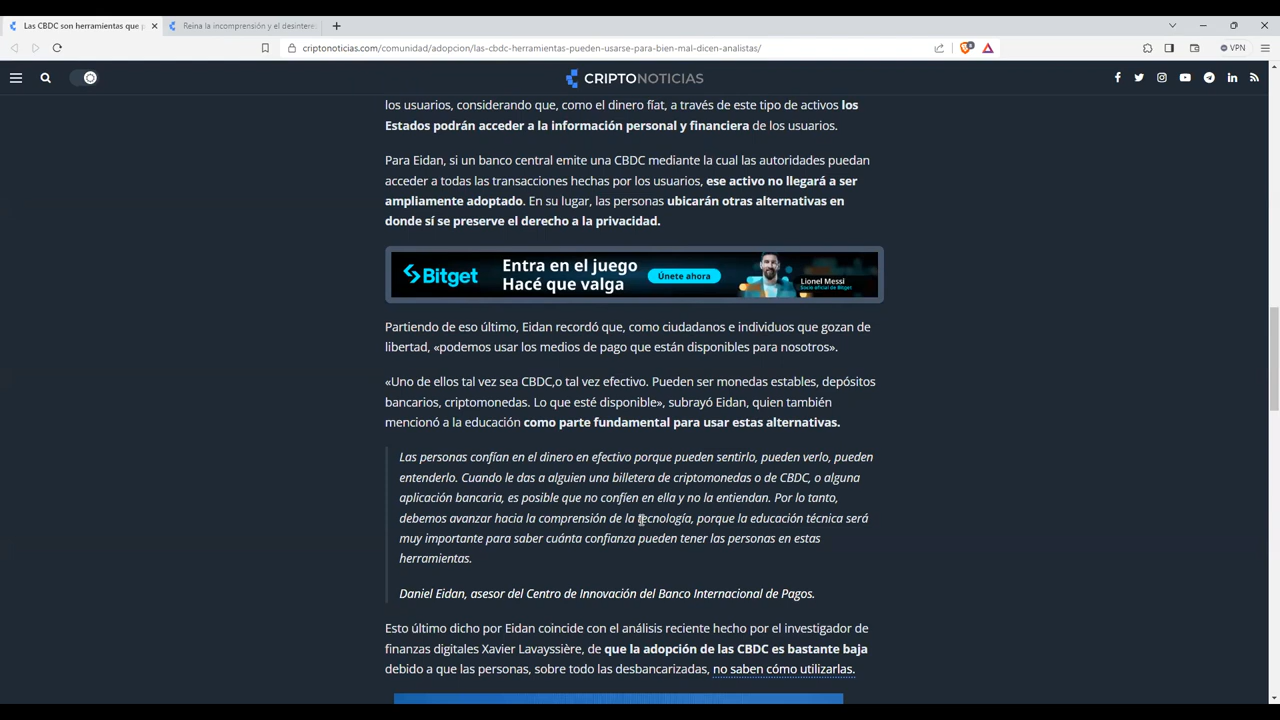 Las CBDC son herramientas que p
Reina la incomprensión y el desinteré
criptonoticias.com/comunidad/adopcion/las-cbdc-herramientas-pueden-usarse-para-bien-mal-dicen-analistas/
VPN
CRIPTONOTICIAS
los usuarios, considerando que, como el dinero fíat, a través de este tipo de activos los
Estados podrán acceder a la información personal y financiera de los usuarios.
Para Eidan, si un banco central emite una CBDC mediante la cual las autoridades puedan
acceder a todas las transacciones hechas por los usuarios, ese activo no llegará a ser
ampliamente adoptado. En su lugar, las personas ubicarán otras alternativas en
donde sí se preserve el derecho a la privacidad.
Bitget
Entra en el juego
Hacé que valga
Únete ahora
Lionel Messi
Socio oficial de Bitget
Partiendo de eso último, Eidan recordó que, como ciudadanos e individuos que gozan de
libertad, «podemos usar los medios de pago que están disponibles para nosotros».
«Uno de ellos tal vez sea CBDC,o tal vez efectivo. Pueden ser monedas estables, depósitos
bancarios, criptomonedas. Lo que esté disponible», subrayó Eidan, quien también
mencionó a la educación como parte fundamental para usar estas alternativas.
Las personas confían en el dinero en efectivo porque pueden sentirlo, pueden verlo, pueden
entenderlo. Cuando le das a alguien una billetera de criptomonedas o de CBDC, o alguna
aplicación bancaria, es posible que no confíen en ella y no la entiendan. Por lo tanto,
debemos avanzar hacia la comprensión de la tecnología, porque la educación técnica será
muy importante para saber cuánta confianza pueden tener las personas en estas
herramientas.
Daniel Eidan, asesor del Centro de Innovación del Banco Internacional de Pagos.
Esto último dicho por Eidan coincide con el análisis reciente hecho por el investigador de
finanzas digitales Xavier Lavayssière, de que la adopción de las CBDC es bastante baja
debido a que las personas, sobre todo las desbancarizadas, no saben cómo utilizarlas.